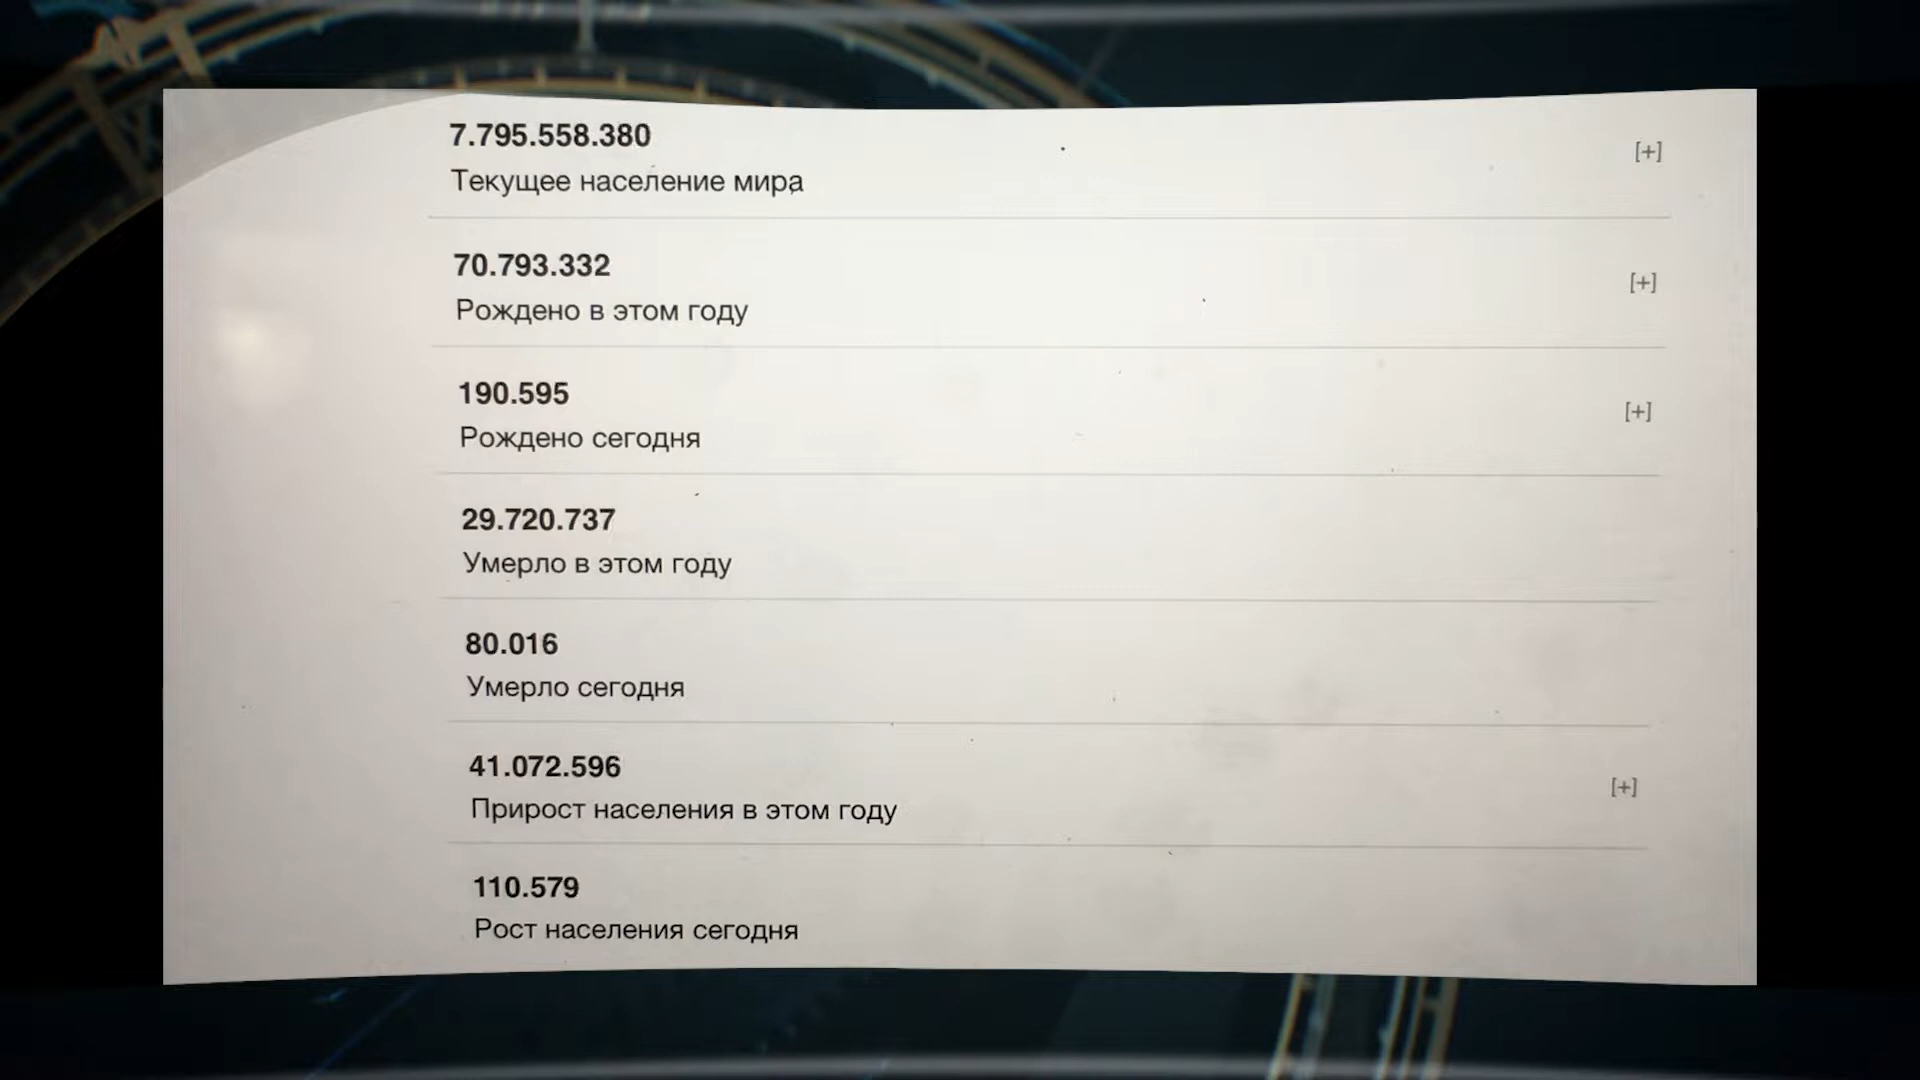 7.795.558.380
[+]
Текущее население мира
70.793.332
[+]
Рождено в этом году
190.595
[+]
Рождено сегодня
29.720.737
Умерло в этом году
80.016
Умерло сегодня
41.072.596
[+]
Прирост населения в этом году
110.579
Рост населения сегодня